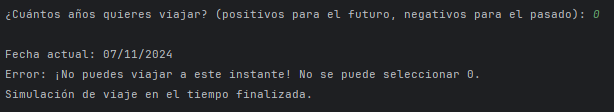 ¿Cuántos años quieres viajar? (positivos para el futuro, negativos para el pasado): 0
Fecha actual: 07/11/2024
Error: ¡No puedes viajar a este instante! No se puede seleccionar 0.
Simulación de viaje en el tiempo finalizada.